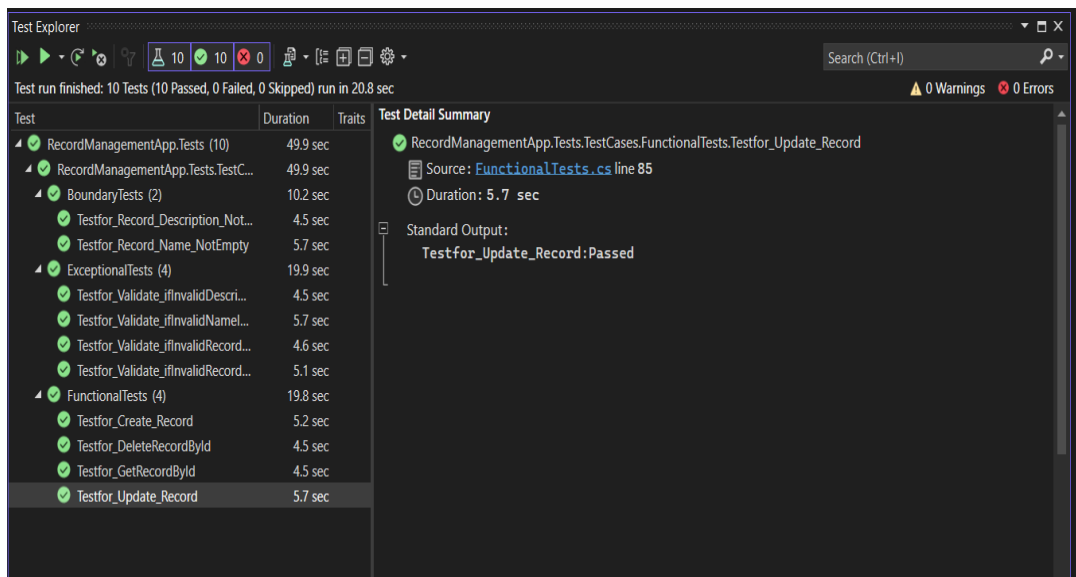 Test Explorer
10 10 0
Search (Ctrl+I)
Test run finished: 10 Tests (10 Passed, 0 Failed, 0 Skipped) run in 20.8 sec
0 Warnings 0 Errors
Test Duration Traits
RecordManagementApp.Tests (10) 49.9 sec
RecordManagementApp.Tests.TestC... 49.9 sec
BoundaryTests (2) 10.2 sec
Testfor_Record_Description_Not... 4.5 sec
Testfor_Record_Name_NotEmpty 5.7 sec
ExceptionalTests (4) 19.9 sec
Testfor_Validate_ifInvalidDescri... 4.5 sec
Testfor_Validate_ifInvalidNameI... 5.7 sec
Testfor_Validate_ifInvalidRecord... 4.6 sec
Testfor_Validate_ifInvalidRecord... 5.1 sec
FunctionalTests (4) 19.8 sec
Testfor_Create_Record 5.2 sec
Testfor_DeleteRecordById 4.5 sec
Testfor_GetRecordById 4.5 sec
Testfor_Update_Record 5.7 sec
Test Detail Summary
RecordManagementApp.Tests.TestCases.FunctionalTests.Testfor_Update_Record
Source: FunctionalTests.cs line 85
Duration: 5.7 sec
Standard Output:
Testfor_Update_Record:Passed